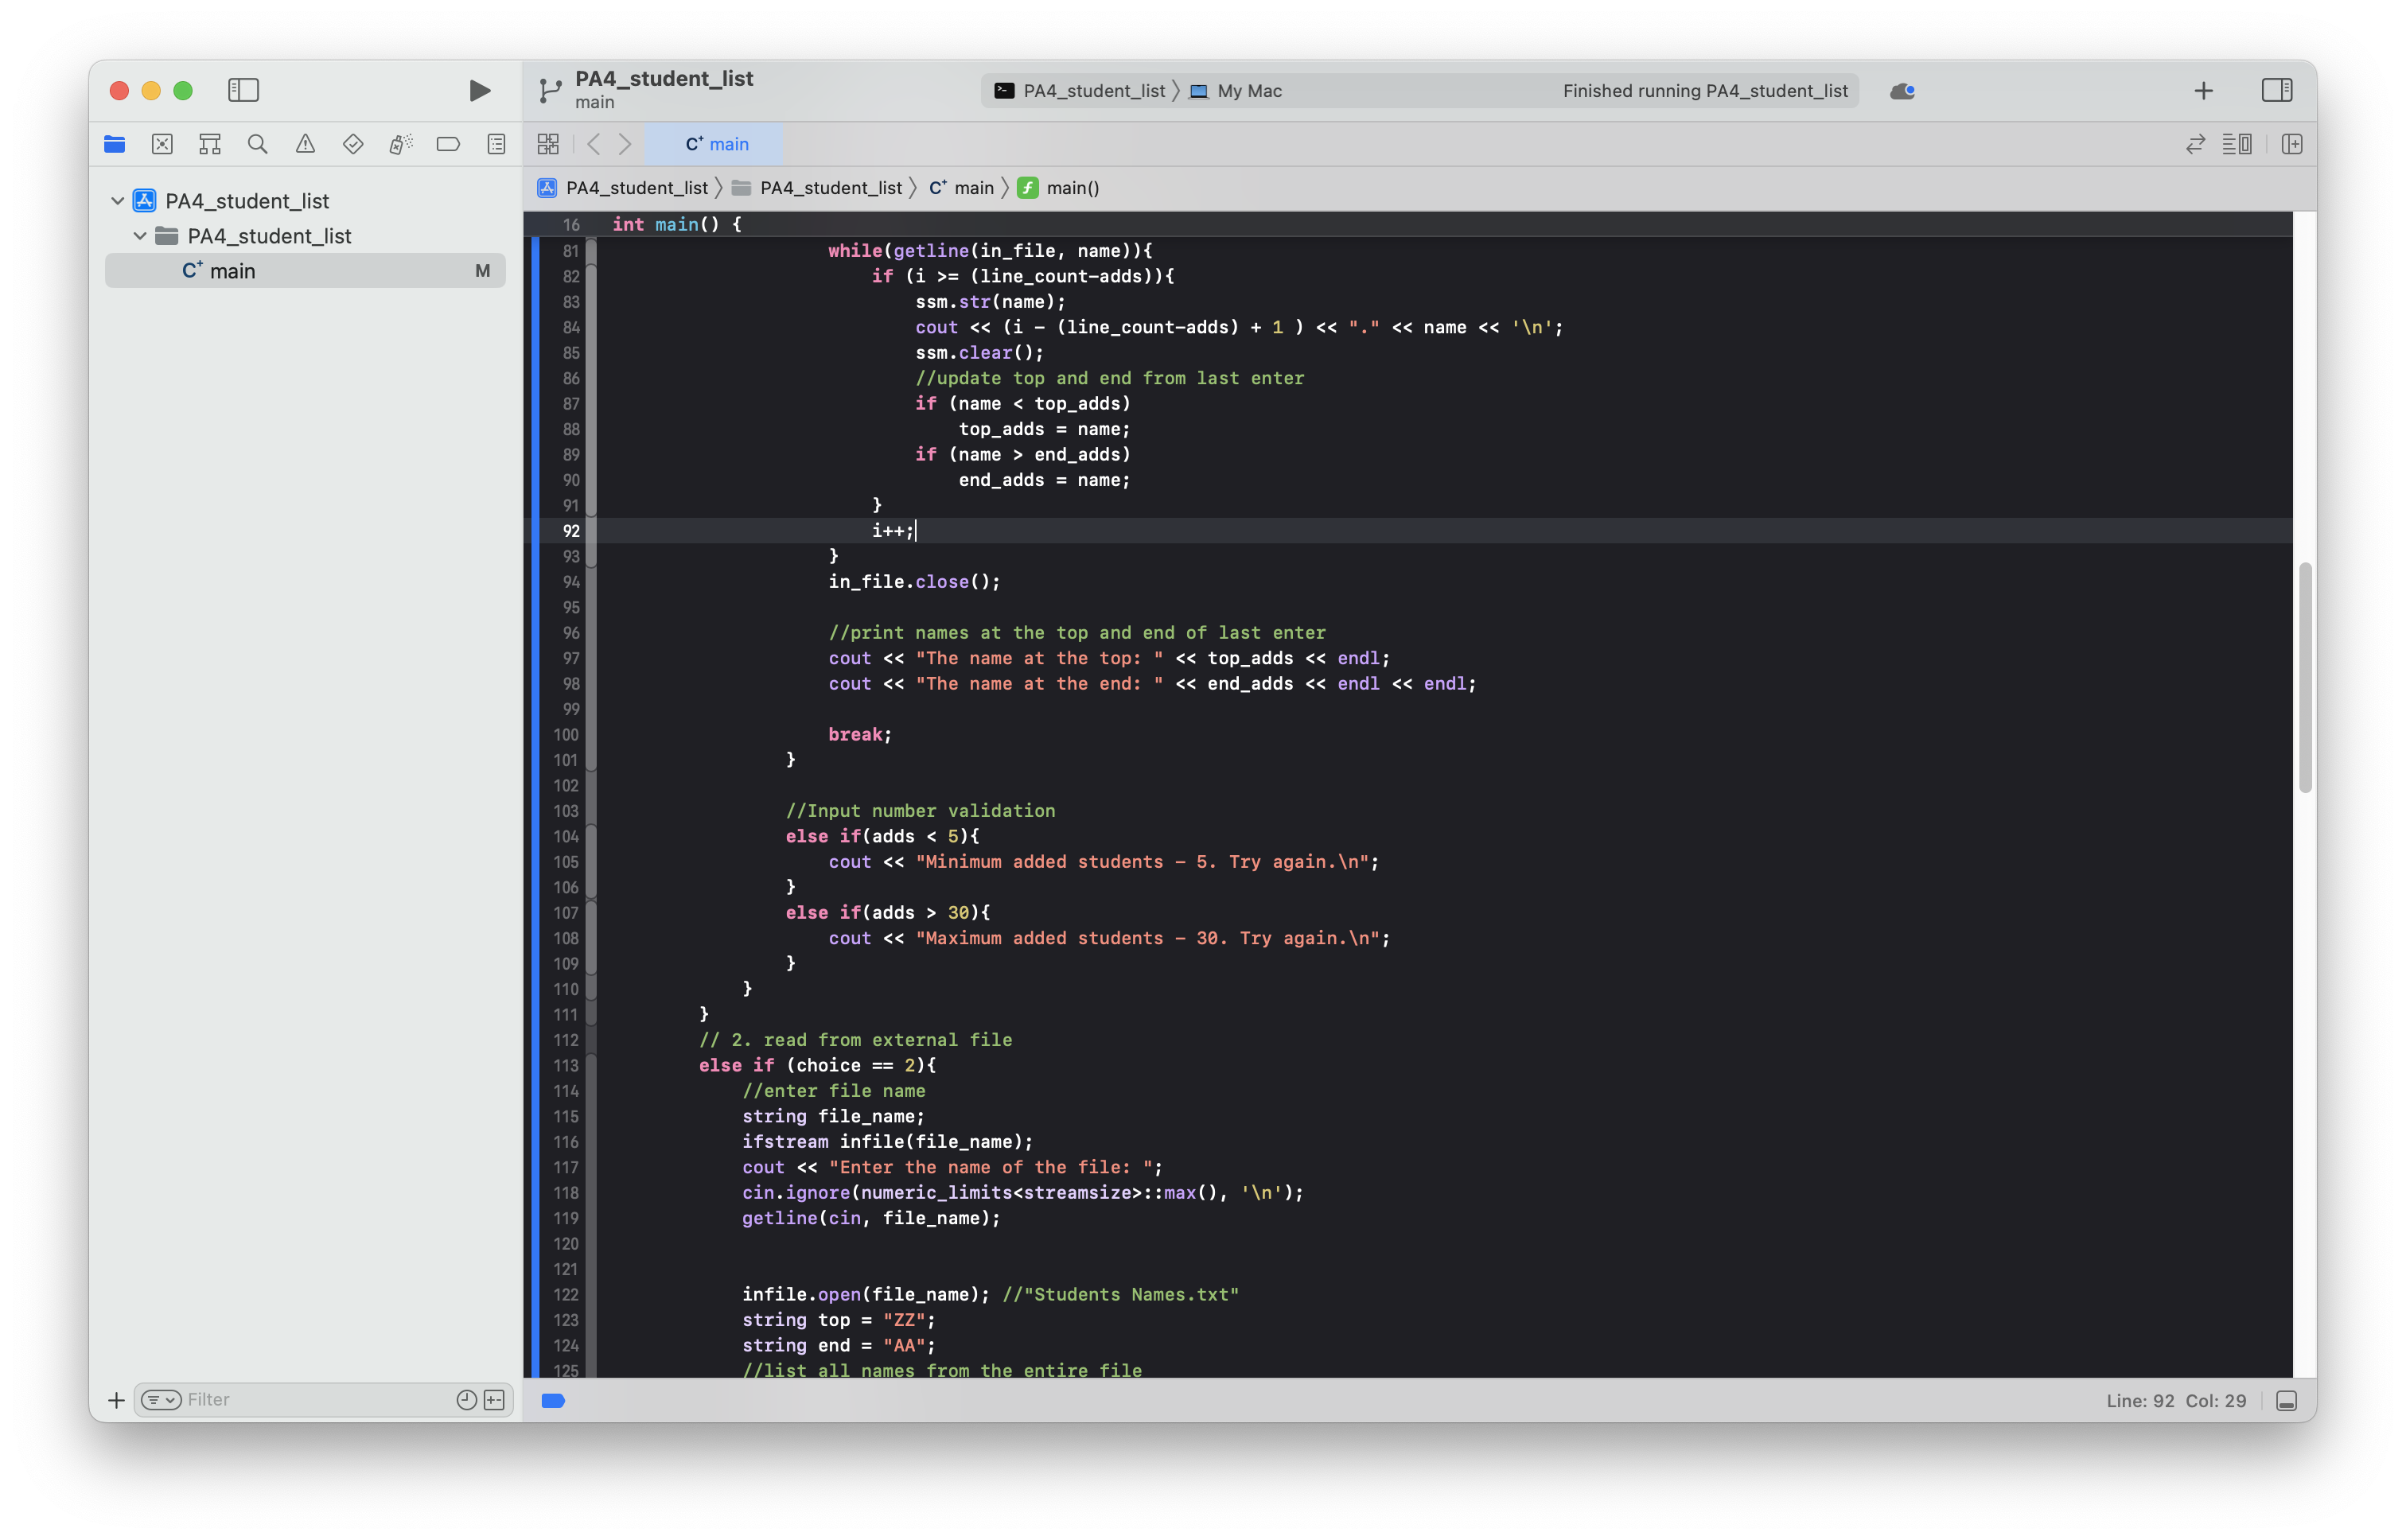 PA4_student_list
main
PA4_student_list
My Mac
Finished running PA4_student_list
C+ main
PA4_student_list
PA4_student_list
C+ main
M
PA4_student_list
PA4_student_list
C+ main
main()
16 int main() {
81 while(getline(in_file, name)){
82 if (i >= (line_count-adds)){
83 ssm.str(name);
84 cout << (i - (line_count-adds) + 1 ) << "." << name << '\n';
85 ssm.clear();
86 //update top and end from last enter
87 if (name < top_adds)
88 top_adds = name;
89 if (name > end_adds)
90 end_adds = name;
91 }
92 i++;
93 }
94 in_file.close();
95
96 //print names at the top and end of last enter
97 cout << "The name at the top: " << top_adds << endl;
98 cout << "The name at the end: " << end_adds << endl << endl;
99
100 break;
101 }
102
103 //Input number validation
104 else if(adds < 5){
105 cout << "Minimum added students - 5. Try again.\n";
106 }
107 else if(adds > 30){
108 cout << "Maximum added students - 30. Try again.\n";
109 }
110 }
111 }
112 // 2. read from external file
113 else if (choice == 2){
114 //enter file name
115 string file_name;
116 ifstream infile(file_name);
117 cout << "Enter the name of the file: ";
118 cin.ignore(numeric_limits<streamsize>::max(), '\n');
119 getline(cin, file_name);
120
121
122 infile.open(file_name); //"Students Names.txt"
123 string top = "ZZ";
124 string end = "AA";
125 //list all names from the entire file
Filter
Line: 92 Col: 29